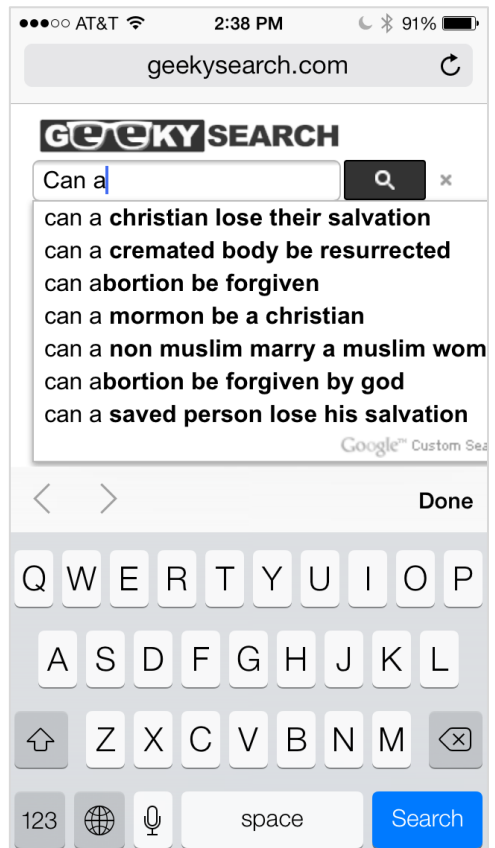 AT&T 2:38 PM 91%
geekysearch.com
GEEKY SEARCH
Can a
can a christian lose their salvation
can a cremated body be resurrected
can abortion be forgiven
can a mormon be a christian
can a non muslim marry a muslim wom
can abortion be forgiven by god
can a saved person lose his salvation
Google™ Custom Sea
Done
Q W E R T Y U I O P
A S D F G H J K L
Z X C V B N M
123 space Search